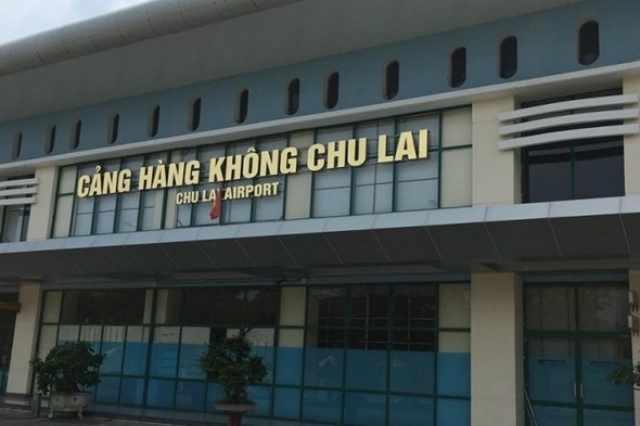 CẢNG HÀNG KHÔNG CHU LAI
CHU LAI AIRPORT